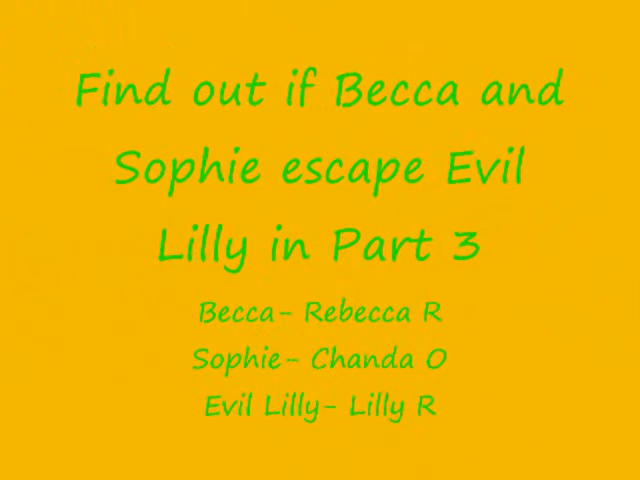 Find out if Becca and
Sophie escape Evil
Lilly in Part 3
Becca- Rebecca R
Sophie- Chanda O
Evil Lilly- Lilly R